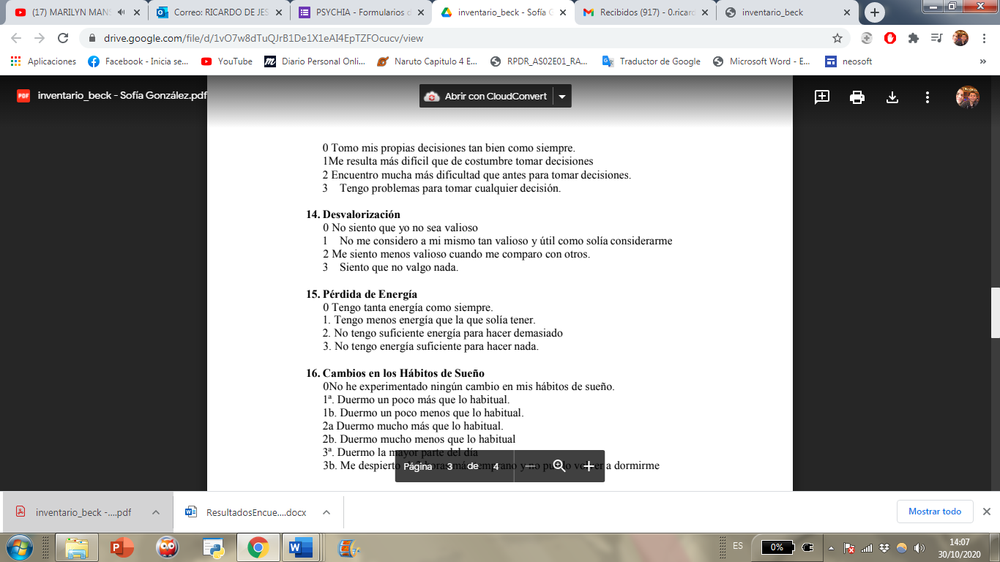 (17) MARILYN MANS
Correo: RICARDO DE JES
PSYCHIA - Formularios d
inventario_beck - Sofía G
Recibidos (917) - 0.ricard
inventario_beck
drive.google.com/file/d/1vO7w8dTuQJrB1De1X1eAI4EpTZFOcucv/view
Aplicaciones
Facebook - Inicia se...
YouTube
Diario Personal Onli...
Naruto Capitulo 4 E...
RPDR_AS02E01_RA...
Traductor de Google
Microsoft Word - E...
neosoft
»
PDF
inventario_beck - Sofía González.pdf
Abrir con CloudConvert
0 Tomo mis propias decisiones tan bien como siempre.
1Me resulta más difícil que de costumbre tomar decisiones
2 Encuentro mucha más dificultad que antes para tomar decisiones.
3 Tengo problemas para tomar cualquier decisión.
14. Desvalorización
0 No siento que yo no sea valioso
1 No me considero a mi mismo tan valioso y útil como solía considerarme
2 Me siento menos valioso cuando me comparo con otros.
3 Siento que no valgo nada.
15. Pérdida de Energía
0 Tengo tanta energía como siempre.
1. Tengo menos energía que la que solía tener.
2. No tengo suficiente energía para hacer demasiado
3. No tengo energía suficiente para hacer nada.
16. Cambios en los Hábitos de Sueño
0No he experimentado ningún cambio en mis hábitos de sueño.
1ª. Duermo un poco más que lo habitual.
1b. Duermo un poco menos que lo habitual.
2a Duermo mucho más que lo habitual.
2b. Duermo mucho menos que lo habitual
3ª. Duermo la mayor parte del día
3b. Me despierto horas más temprano y no puedo volver a dormirme
Página 3 de 4
inventario_beck -....pdf
ResultadosEncue....docx
Mostrar todo
ES
0%
14:07
30/10/2020